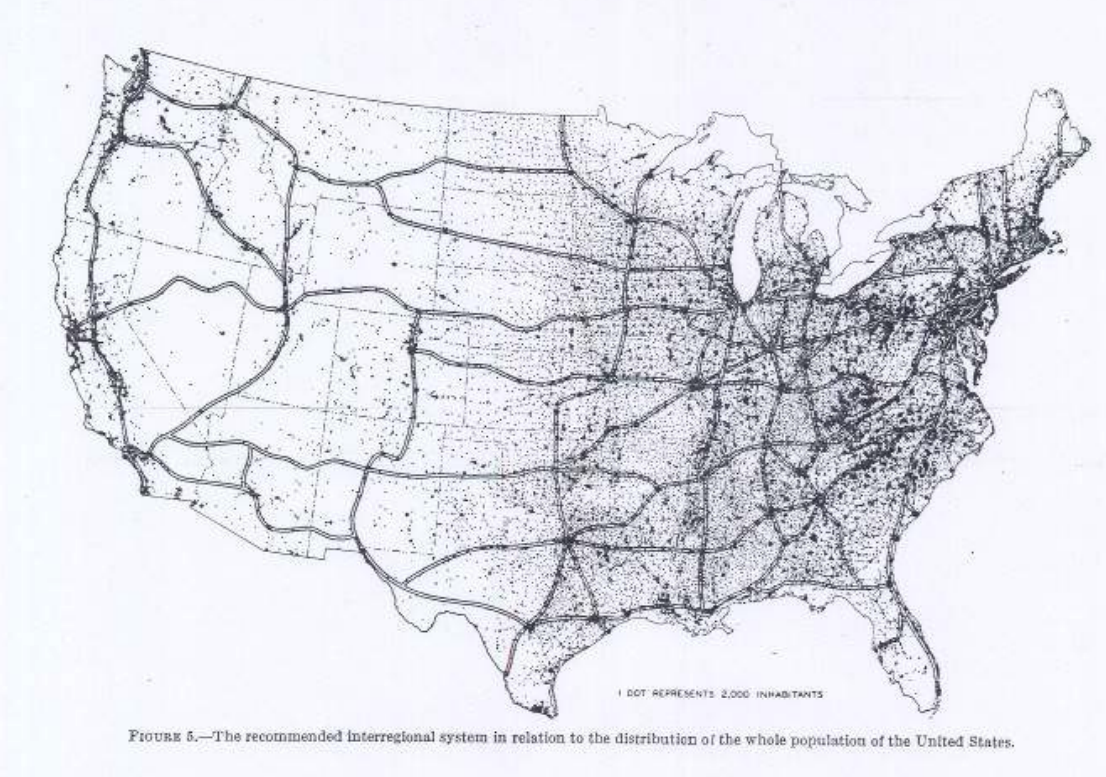 1 DOT REPRESENTS 2,000 INHABITANTS
FIGURE 5.—The recommended interregional system in relation to the distribution of the whole population of the United States.